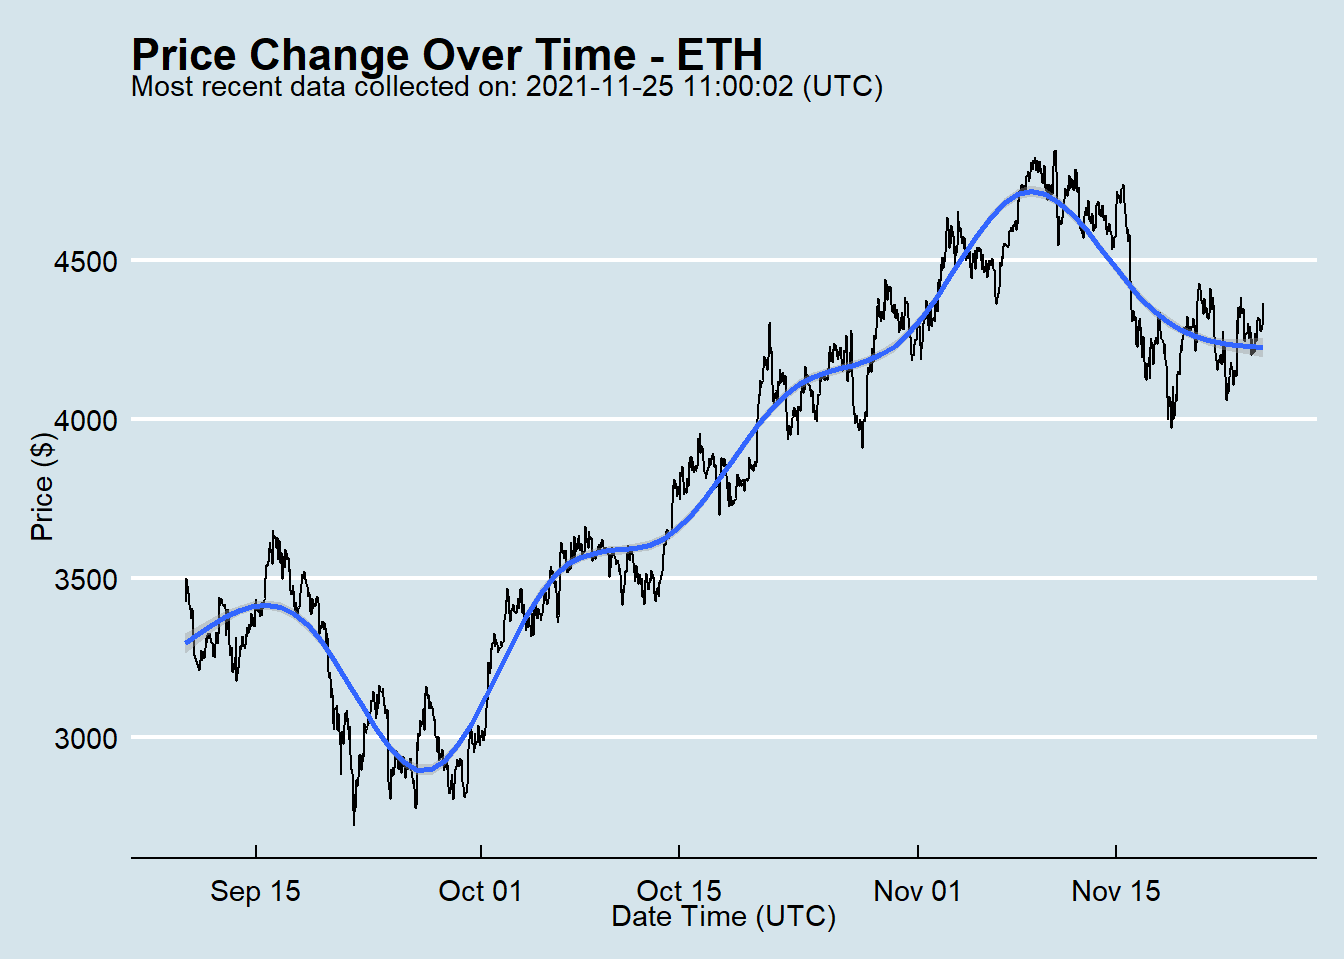 Price Change Over Time - ETH
Most recent data collected on: 2021-11-25 11:00:02 (UTC)
Price ($)
4500
4000
3500
3000
Sep 15 Oct 01 Oct 15 Nov 01 Nov 15
Date Time (UTC)